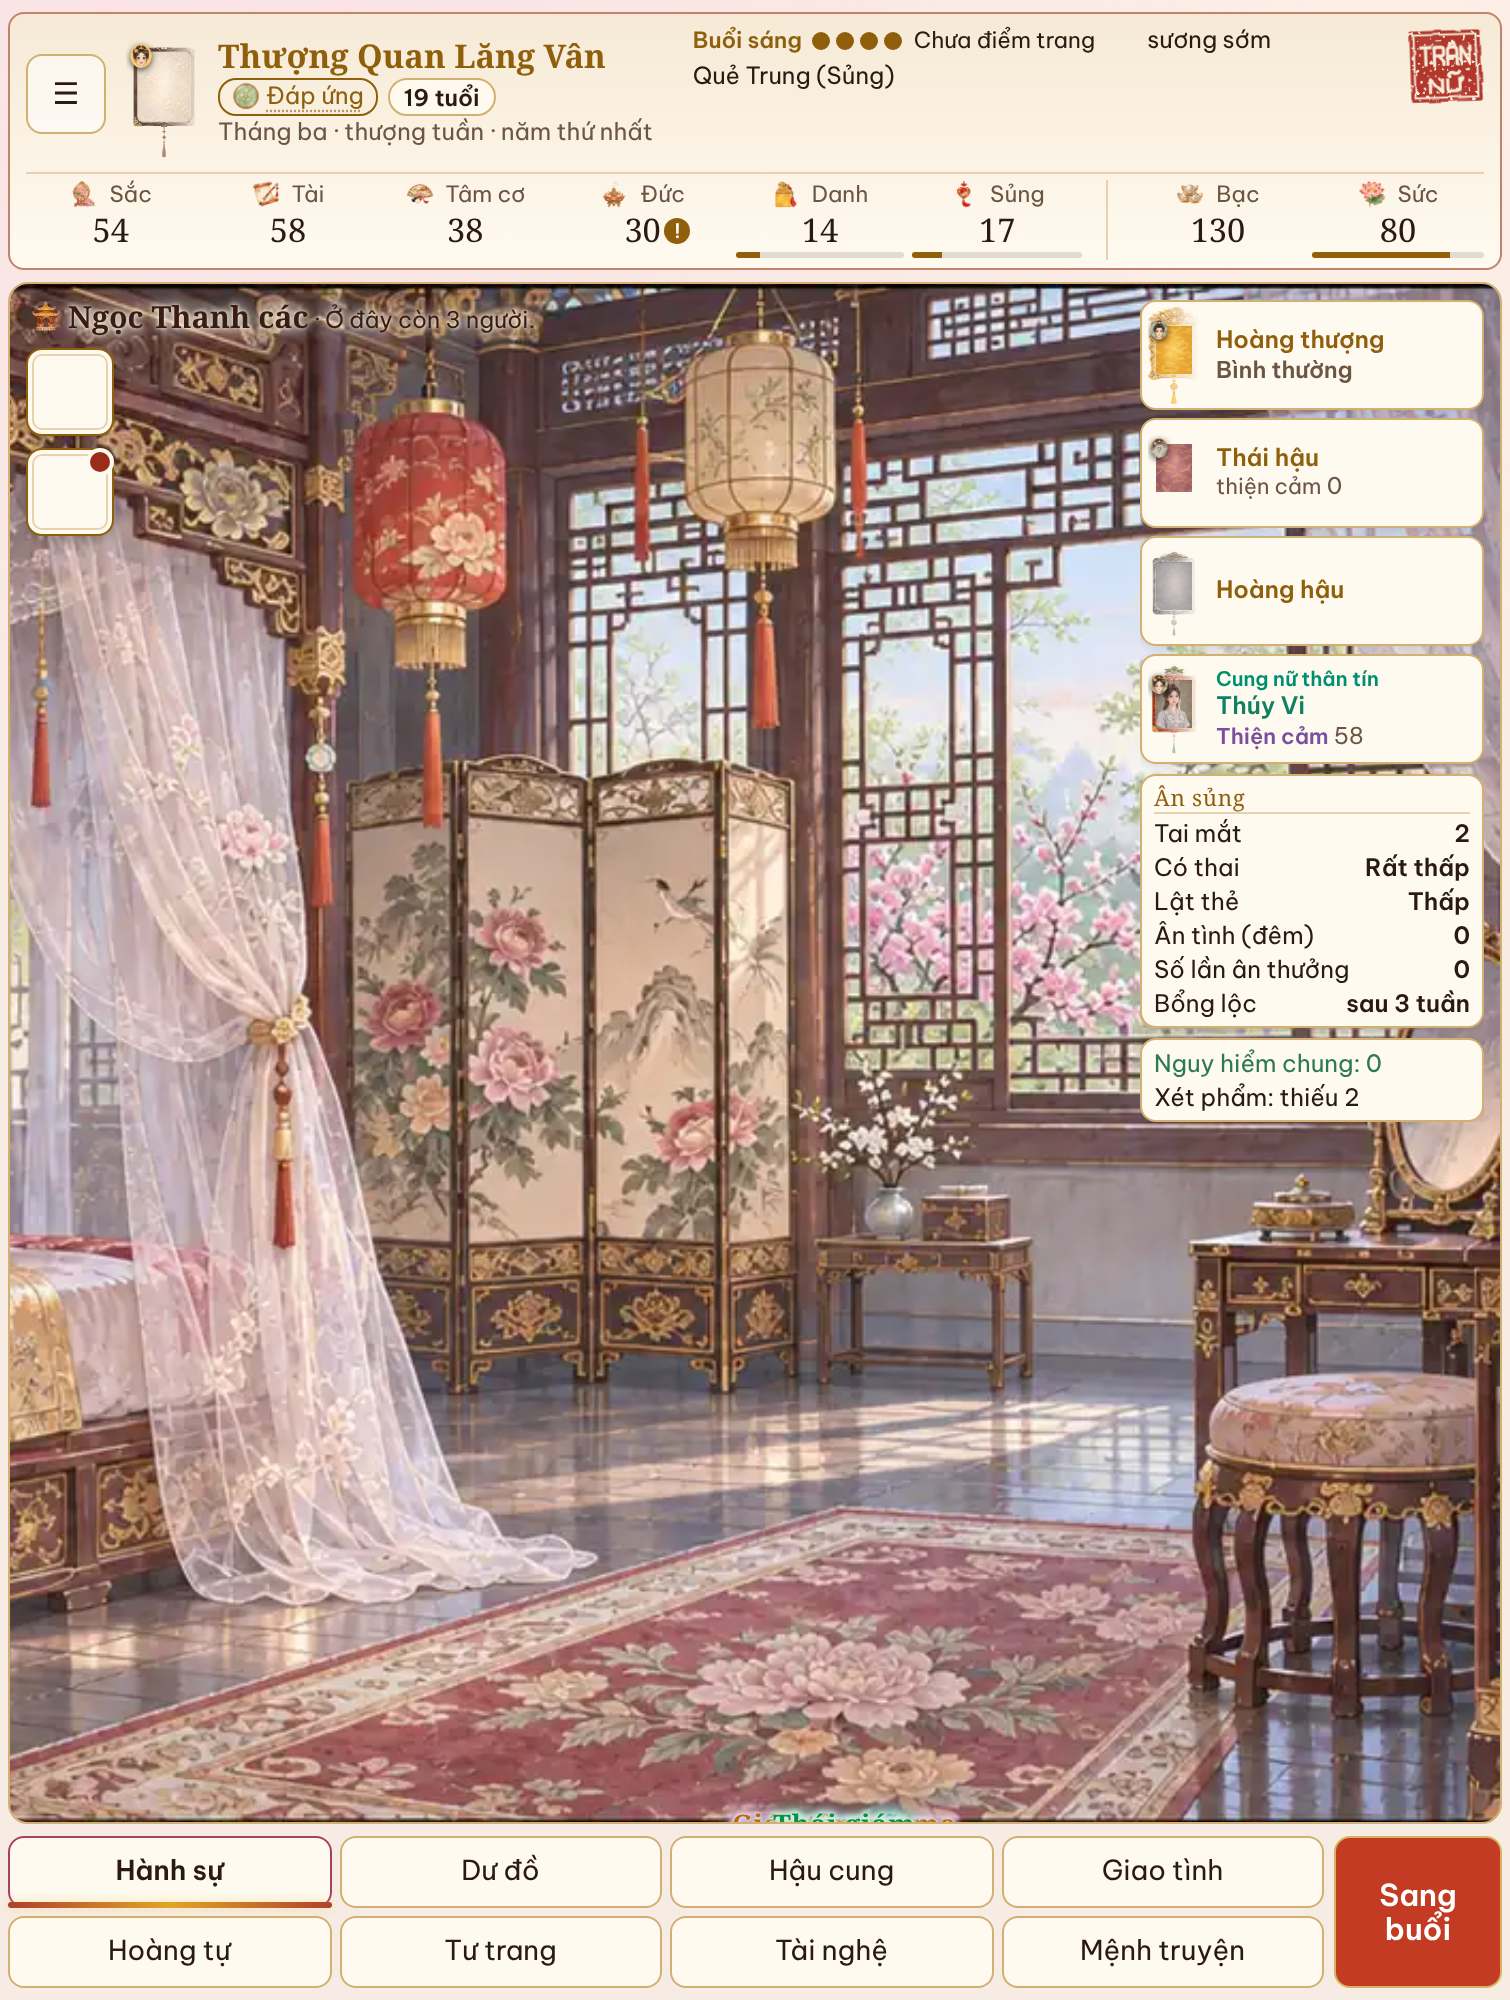 Thượng Quan Lăng Vân
Đáp ứng
19 tuổi
Tháng ba · thượng tuần · năm thứ nhất
Buổi sáng
Chưa điểm trang
sương sớm
Quẻ Trung (Sủng)
TRÂN
NỮ
Sắc
54
Tài
58
Tâm cơ
38
Đức
30 !
Danh
14
Sủng
17
Bạc
130
Sức
80
Ngọc Thanh các · Ở đây còn 3 người.
Hoàng thượng
Bình thường
Thái hậu
thiện cảm 0
Hoàng hậu
Cung nữ thân tín
Thúy Vi
Thiện cảm 58
Ân sủng
Tai mắt 2
Có thai Rất thấp
Lật thẻ Thấp
Ân tình (đêm) 0
Số lần ân thưởng 0
Bổng lộc sau 3 tuần
Nguy hiểm chung: 0
Xét phẩm: thiếu 2
Hành sự
Dư đồ
Hậu cung
Giao tình
Hoàng tự
Tư trang
Tài nghệ
Mệnh truyện
Sang
buổi